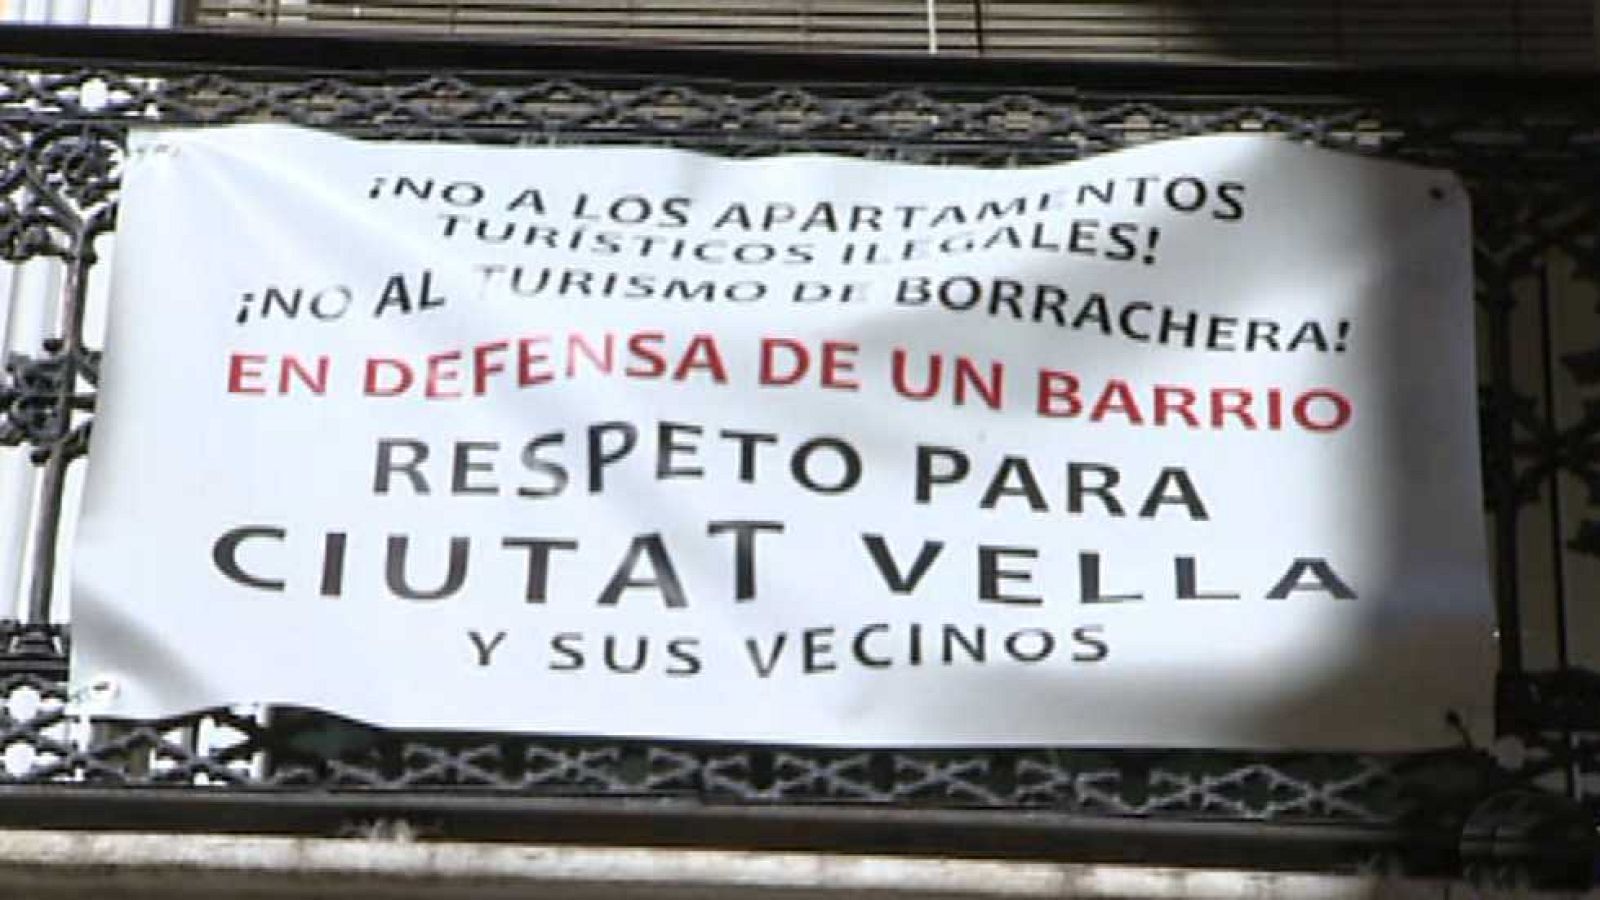 ¡NO A LOS APARTAMENTOS
TURÍSTICOS ILEGALES!
¡NO AL TURISMO DE BORRACHERA!
EN DEFENSA DE UN BARRIO
RESPETO PARA
CIUTAT VELLA
Y SUS VECINOS